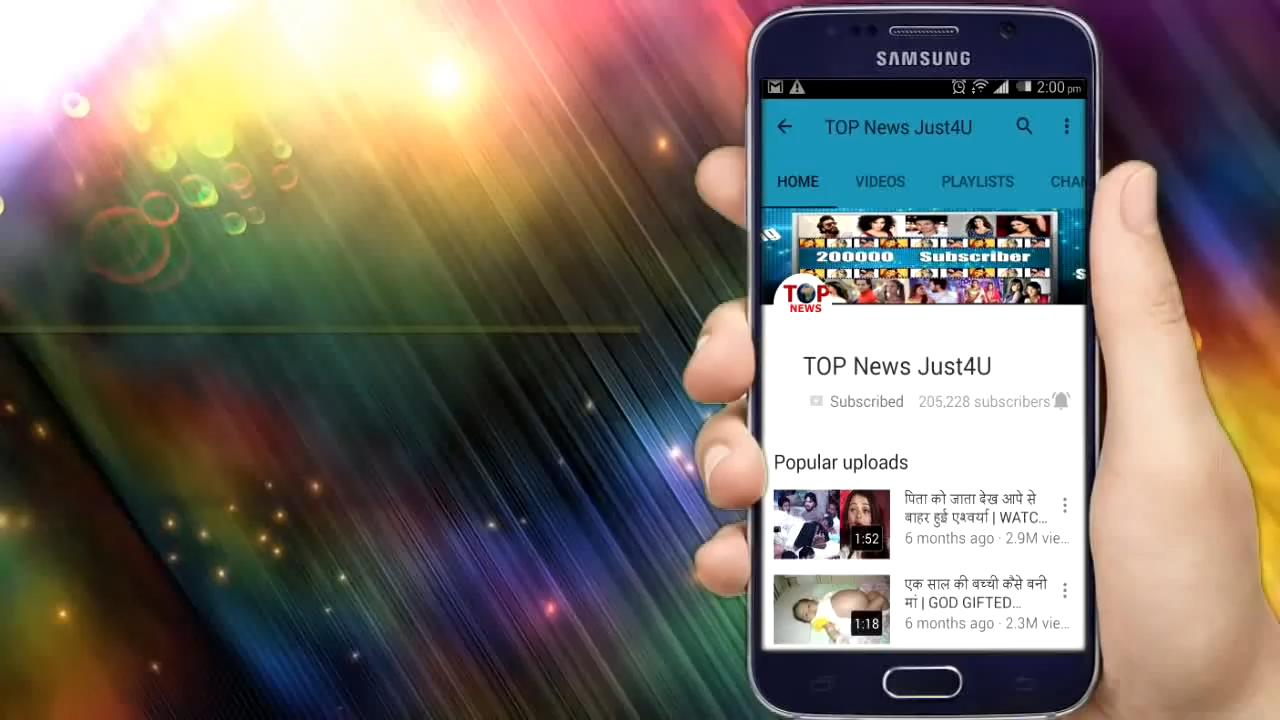 SAMSUNG
2:00 pm
TOP News Just4U
HOME VIDEOS PLAYLISTS CHAN
200000 Subscriber
TOP
NEWS
TOP News Just4U
Subscribed 205,228 subscribers
Popular uploads
पिता को जाता देख आपे से
बाहर हुई एश्वर्या | WATC...
6 months ago · 2.9M vie...
1:52
एक साल की बच्ची कैसे बनी
मां | GOD GIFTED...
6 months ago · 2.3M vie...
1:18